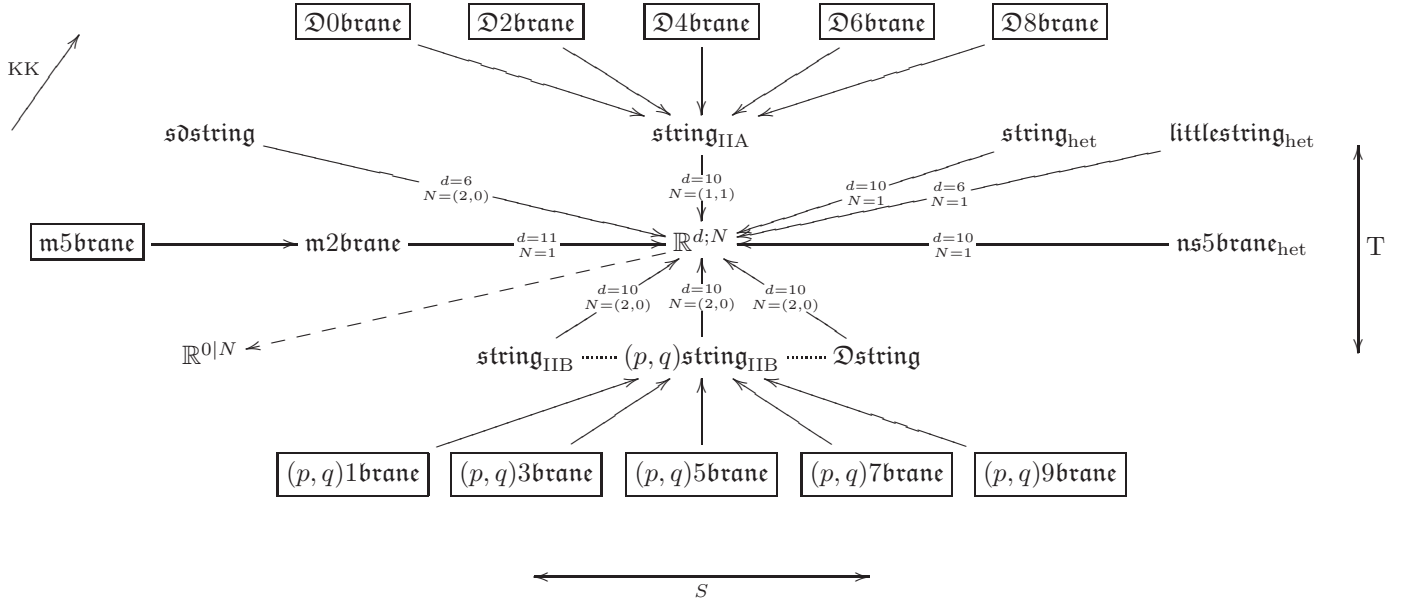 𝔇0𝔟𝔯𝔞𝔫𝔢 𝔇2𝔟𝔯𝔞𝔫𝔢 𝔇4𝔟𝔯𝔞𝔫𝔢 𝔇6𝔟𝔯𝔞𝔫𝔢 𝔇8𝔟𝔯𝔞𝔫𝔢
KK
𝔰𝔡𝔰𝔱𝔯𝔦𝔫𝔤 𝔰𝔱𝔯𝔦𝔫𝔤_IIA 𝔰𝔱𝔯𝔦𝔫𝔤_het 𝔩𝔦𝔱𝔱𝔩𝔢𝔰𝔱𝔯𝔦𝔫𝔤_het
d=6 d=10 d=10 d=6
N=(2,0) N=(1,1) N=1 N=1
𝔪5𝔟𝔯𝔞𝔫𝔢 𝔪2𝔟𝔯𝔞𝔫𝔢 d=11 ℝ^{d;N} d=10 𝔫𝔰5𝔟𝔯𝔞𝔫𝔢_het T
N=1 N=1
d=10 d=10 d=10
N=(2,0) N=(2,0) N=(2,0)
ℝ^{0|N} 𝔰𝔱𝔯𝔦𝔫𝔤_IIB (p, q)𝔰𝔱𝔯𝔦𝔫𝔤_IIB 𝔇𝔰𝔱𝔯𝔦𝔫𝔤
(p, q)1𝔟𝔯𝔞𝔫𝔢 (p, q)3𝔟𝔯𝔞𝔫𝔢 (p, q)5𝔟𝔯𝔞𝔫𝔢 (p, q)7𝔟𝔯𝔞𝔫𝔢 (p, q)9𝔟𝔯𝔞𝔫𝔢
S